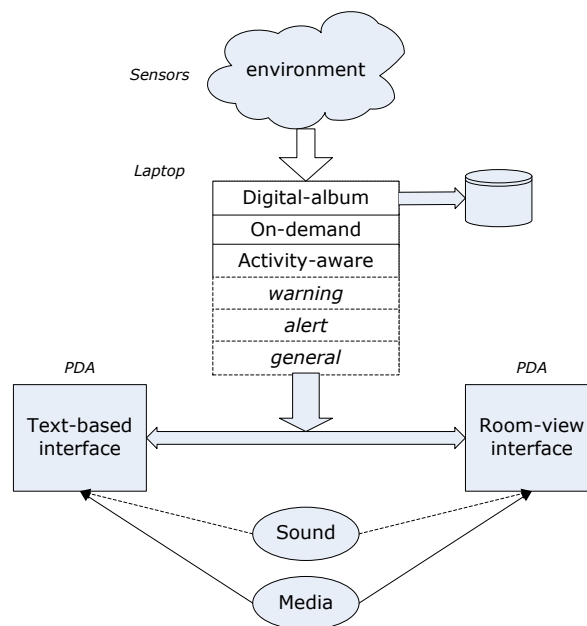 Sensors
environment
Laptop
Digital-album
On-demand
Activity-aware
warning
alert
general
PDA
Text-based
interface
PDA
Room-view
interface
Sound
Media